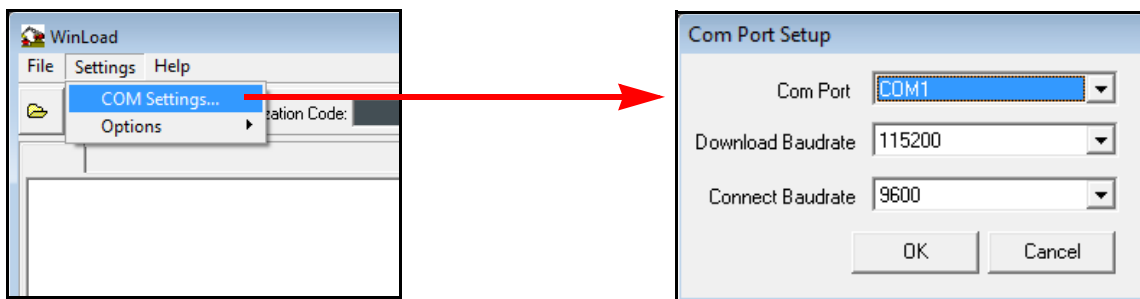 WinLoad
File Settings Help
COM Settings...
Options
zation Code:
Com Port Setup
Com Port COM1
Download Baudrate 115200
Connect Baudrate 9600
OK Cancel